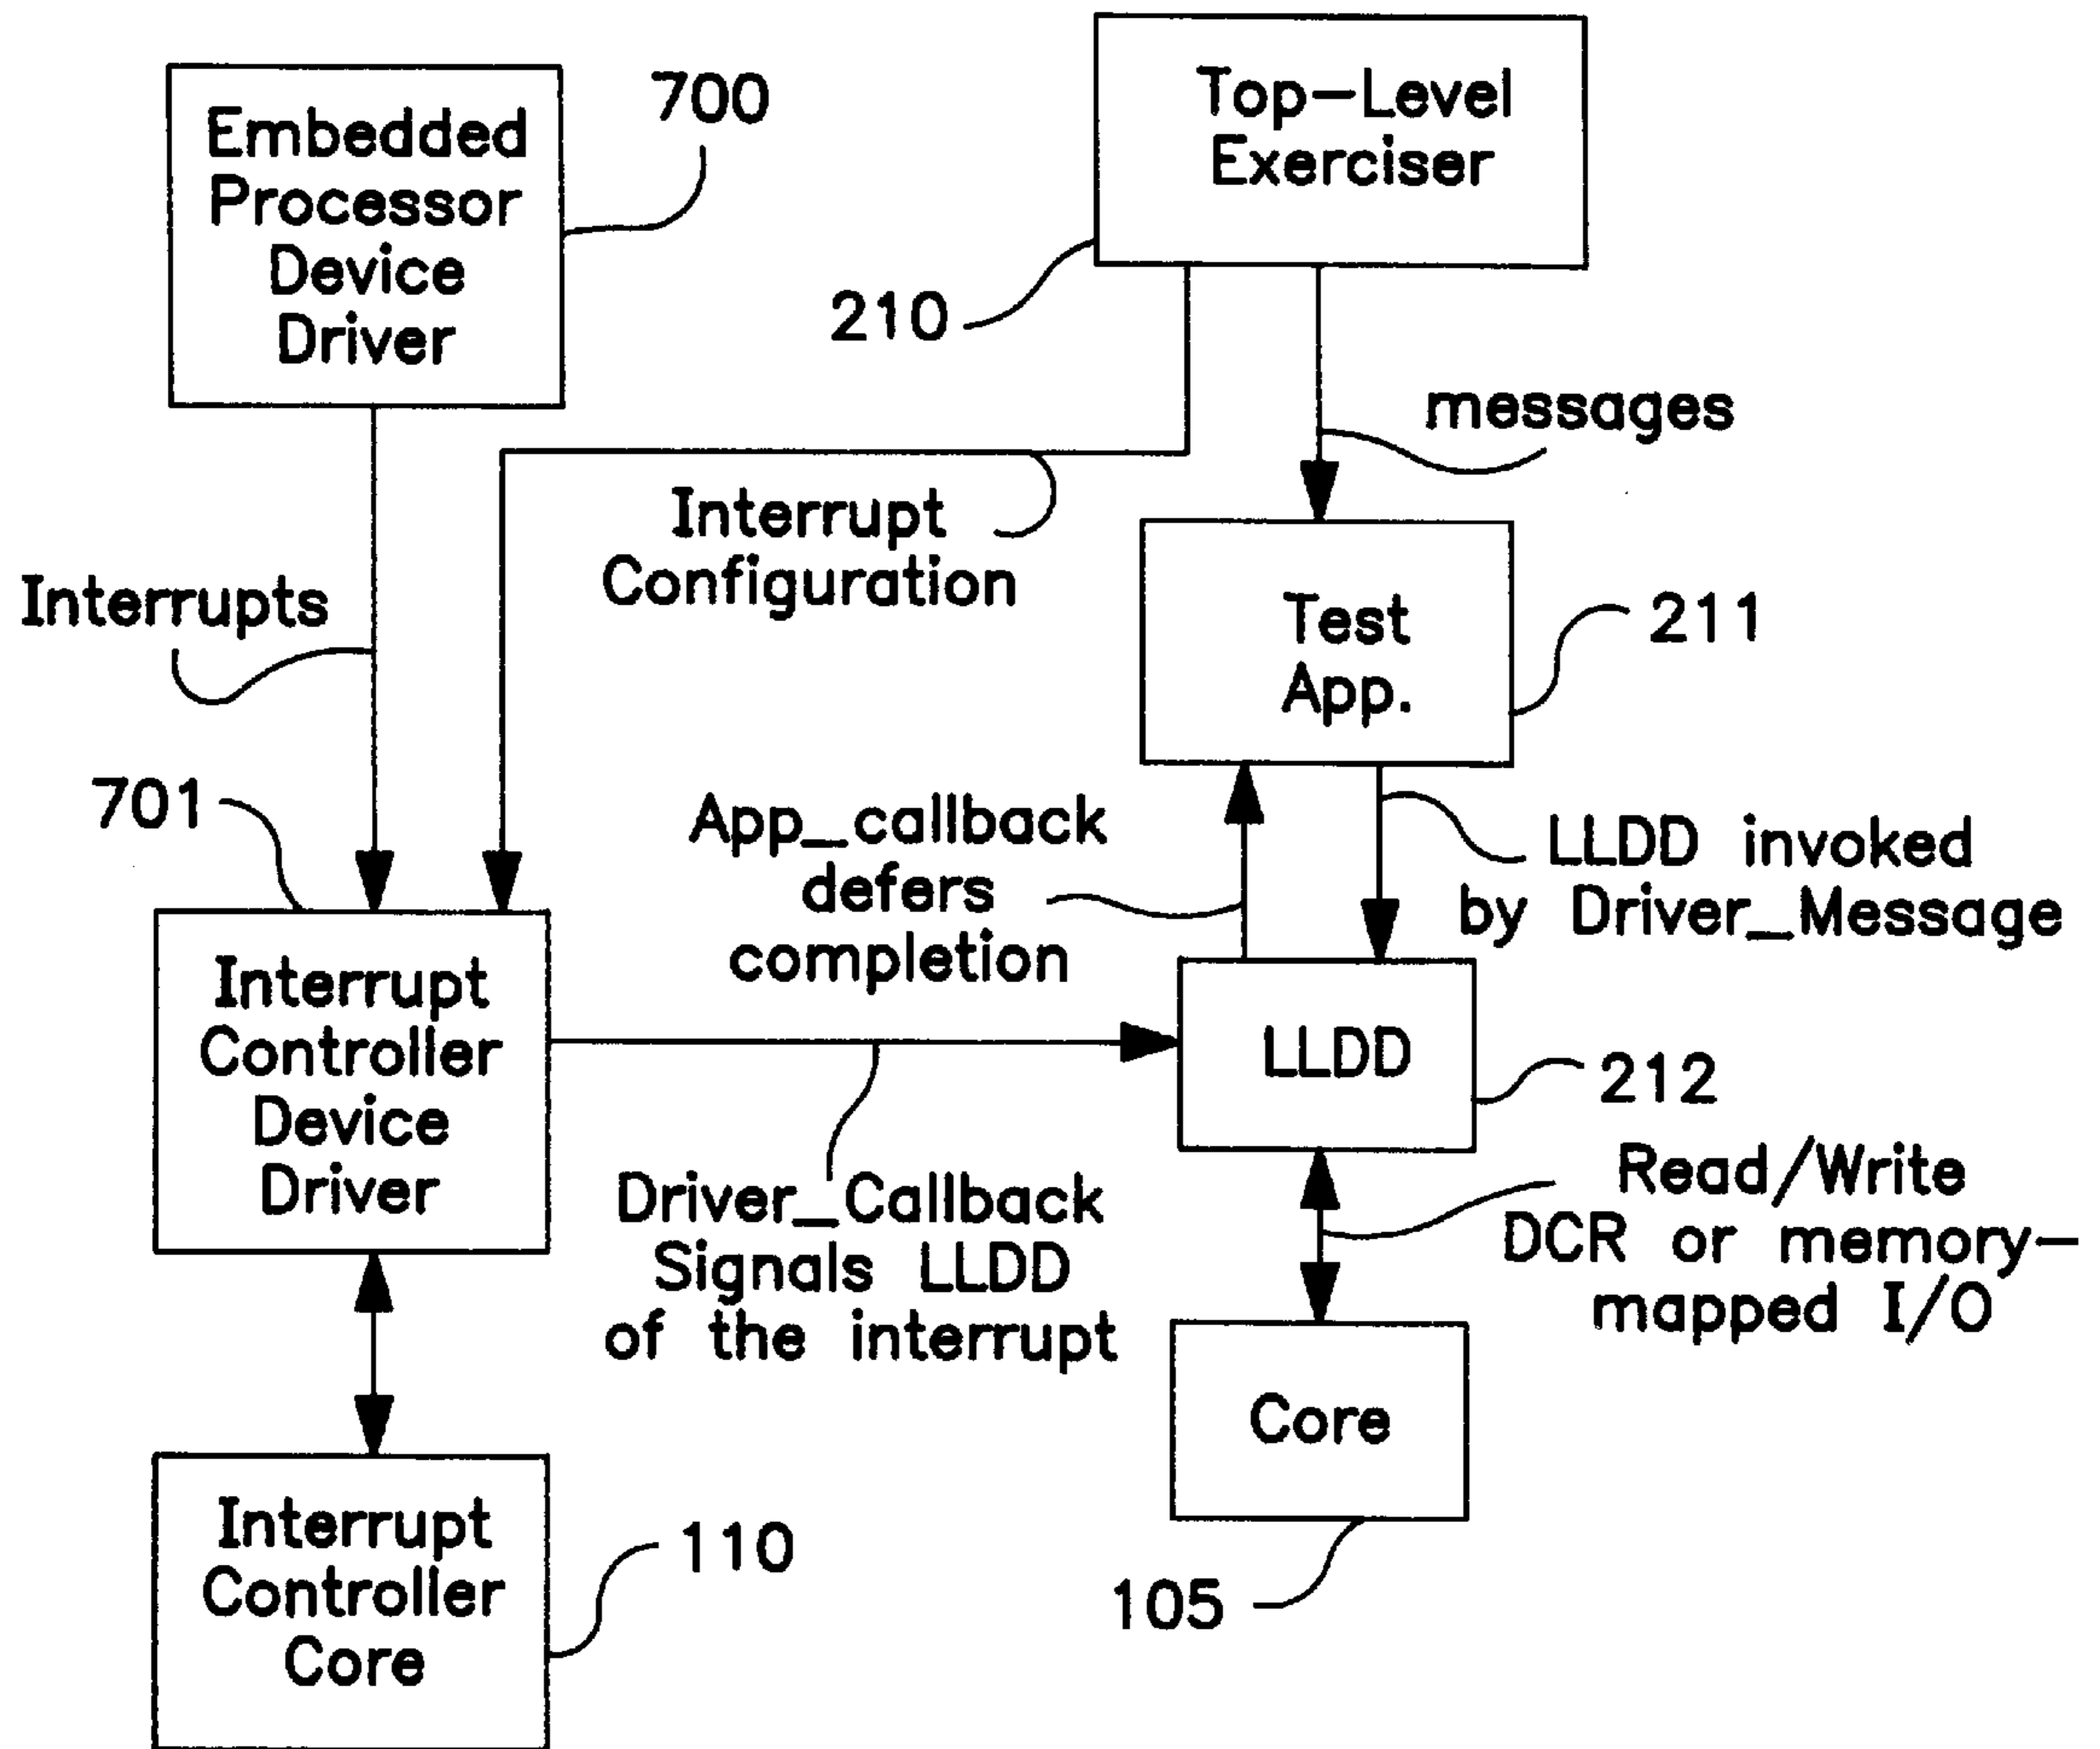 Embedded
Processor
Device
Driver
700
Top-Level
Exerciser
210
messages
Interrupt
Configuration
Interrupts
Test
App.
211
701
App_callback
defers
completion
LLDD invoked
by Driver_Message
Interrupt
Controller
Device
Driver
LLDD
212
Driver_Callback
Signals LLDD
of the interrupt
Read/Write
DCR or memory-
mapped I/O
Core
105
Interrupt
Controller
Core
110